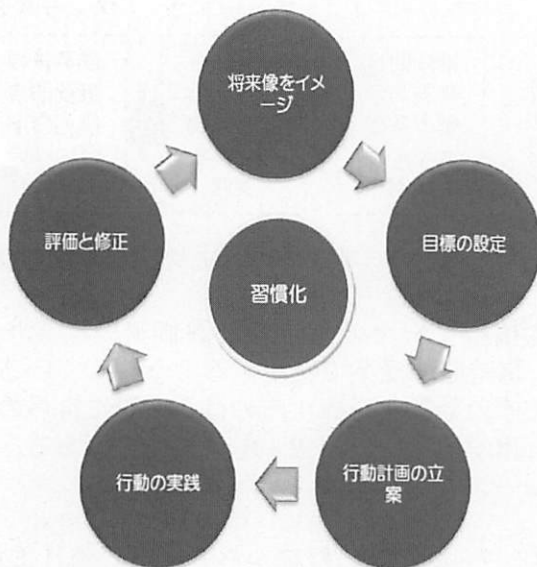 将来像をイメ
ージ
目標の設定
行動計画の立
案
行動の実践
評価と修正
習慣化